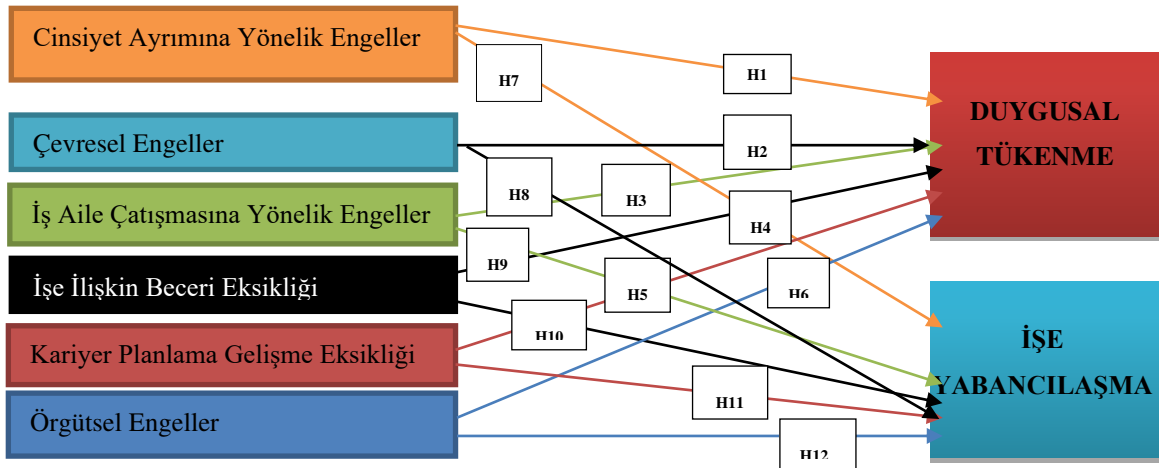 Cinsiyet Ayrımına Yönelik Engeller
H7
H1
DUYGUSAL
TÜKENME
Çevresel Engeller
H2
H8
H3
İş Aile Çatışmasına Yönelik Engeller
H4
H9
İşe İlişkin Beceri Eksikliği
H5
H6
H10
Kariyer Planlama Gelişme Eksikliği
İŞE
YABANCILAŞMA
H11
Örgütsel Engeller
H12